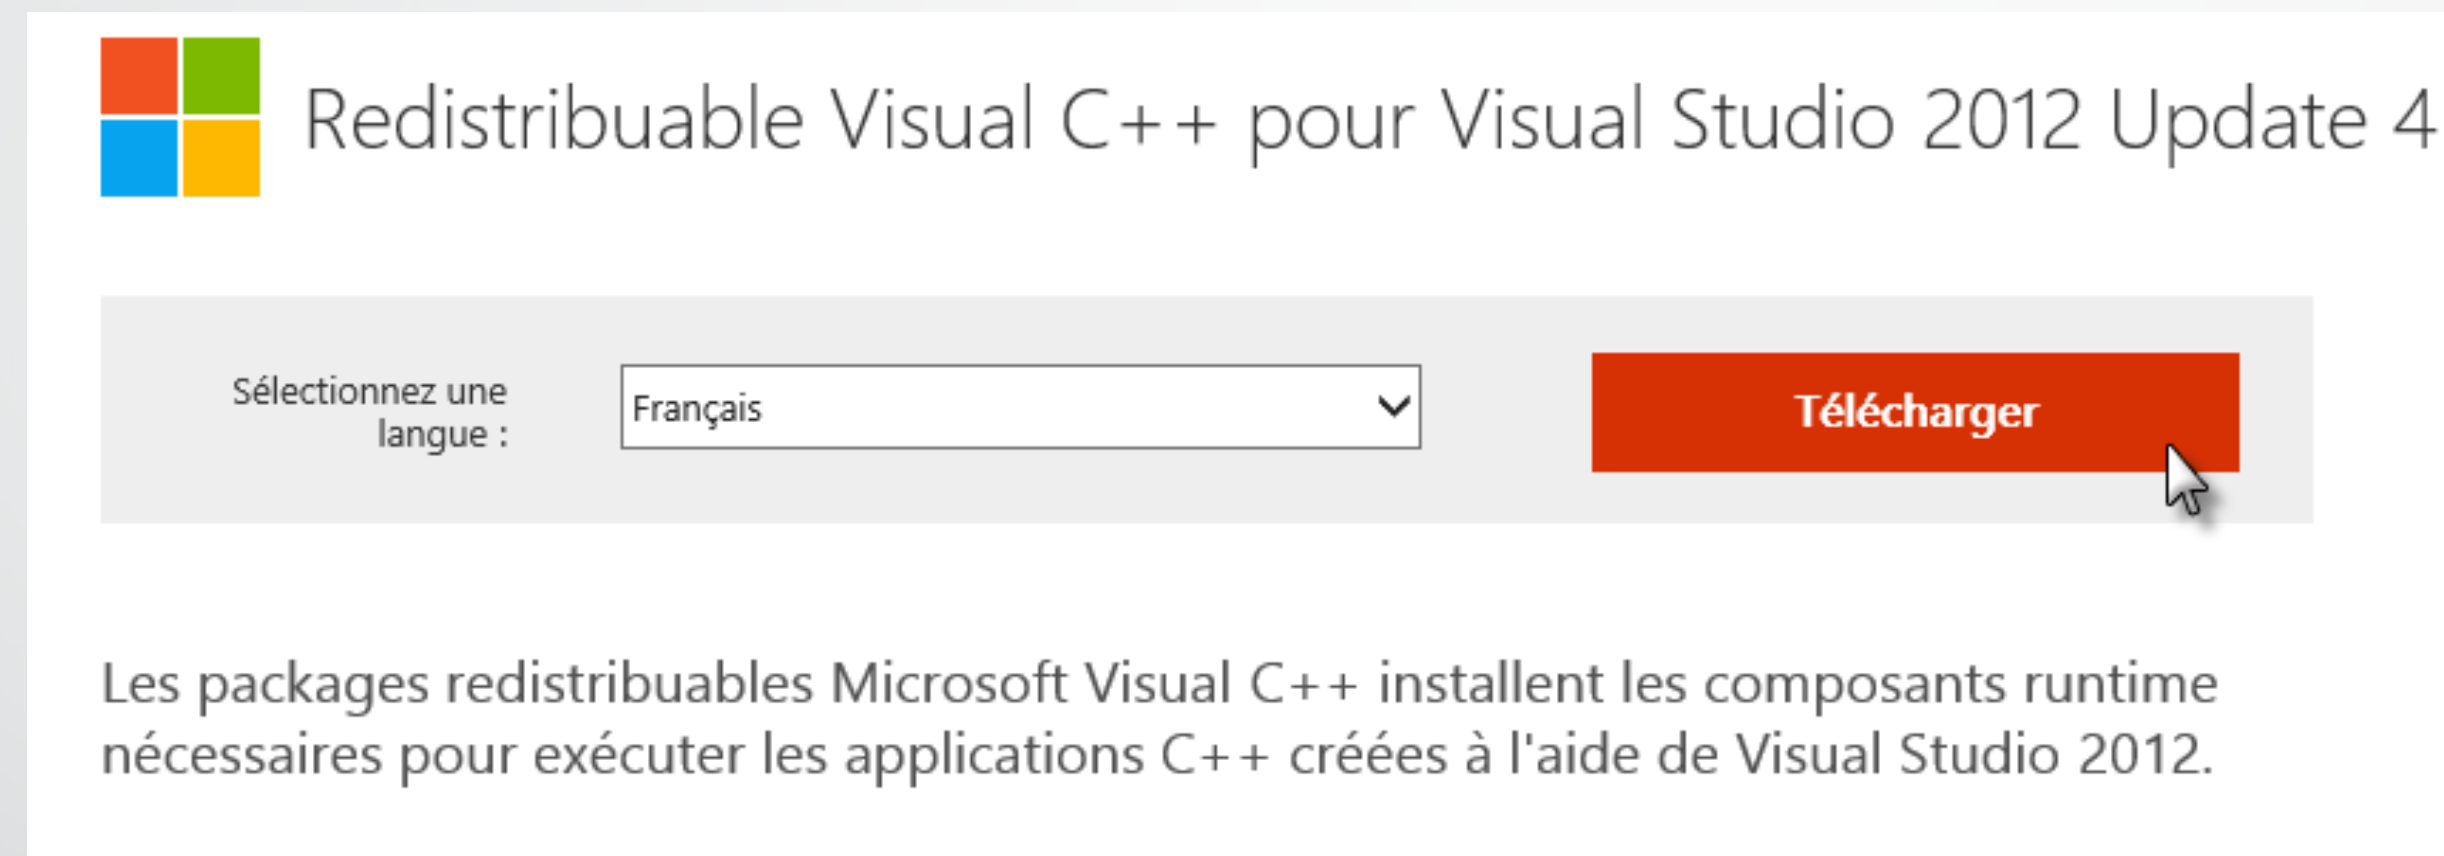 Redistribuable Visual C++ pour Visual Studio 2012 Update 4
Sélectionnez une
langue :
Français
Télécharger
Les packages redistribuables Microsoft Visual C++ installent les composants runtime
nécessaires pour exécuter les applications C++ créées à l'aide de Visual Studio 2012.